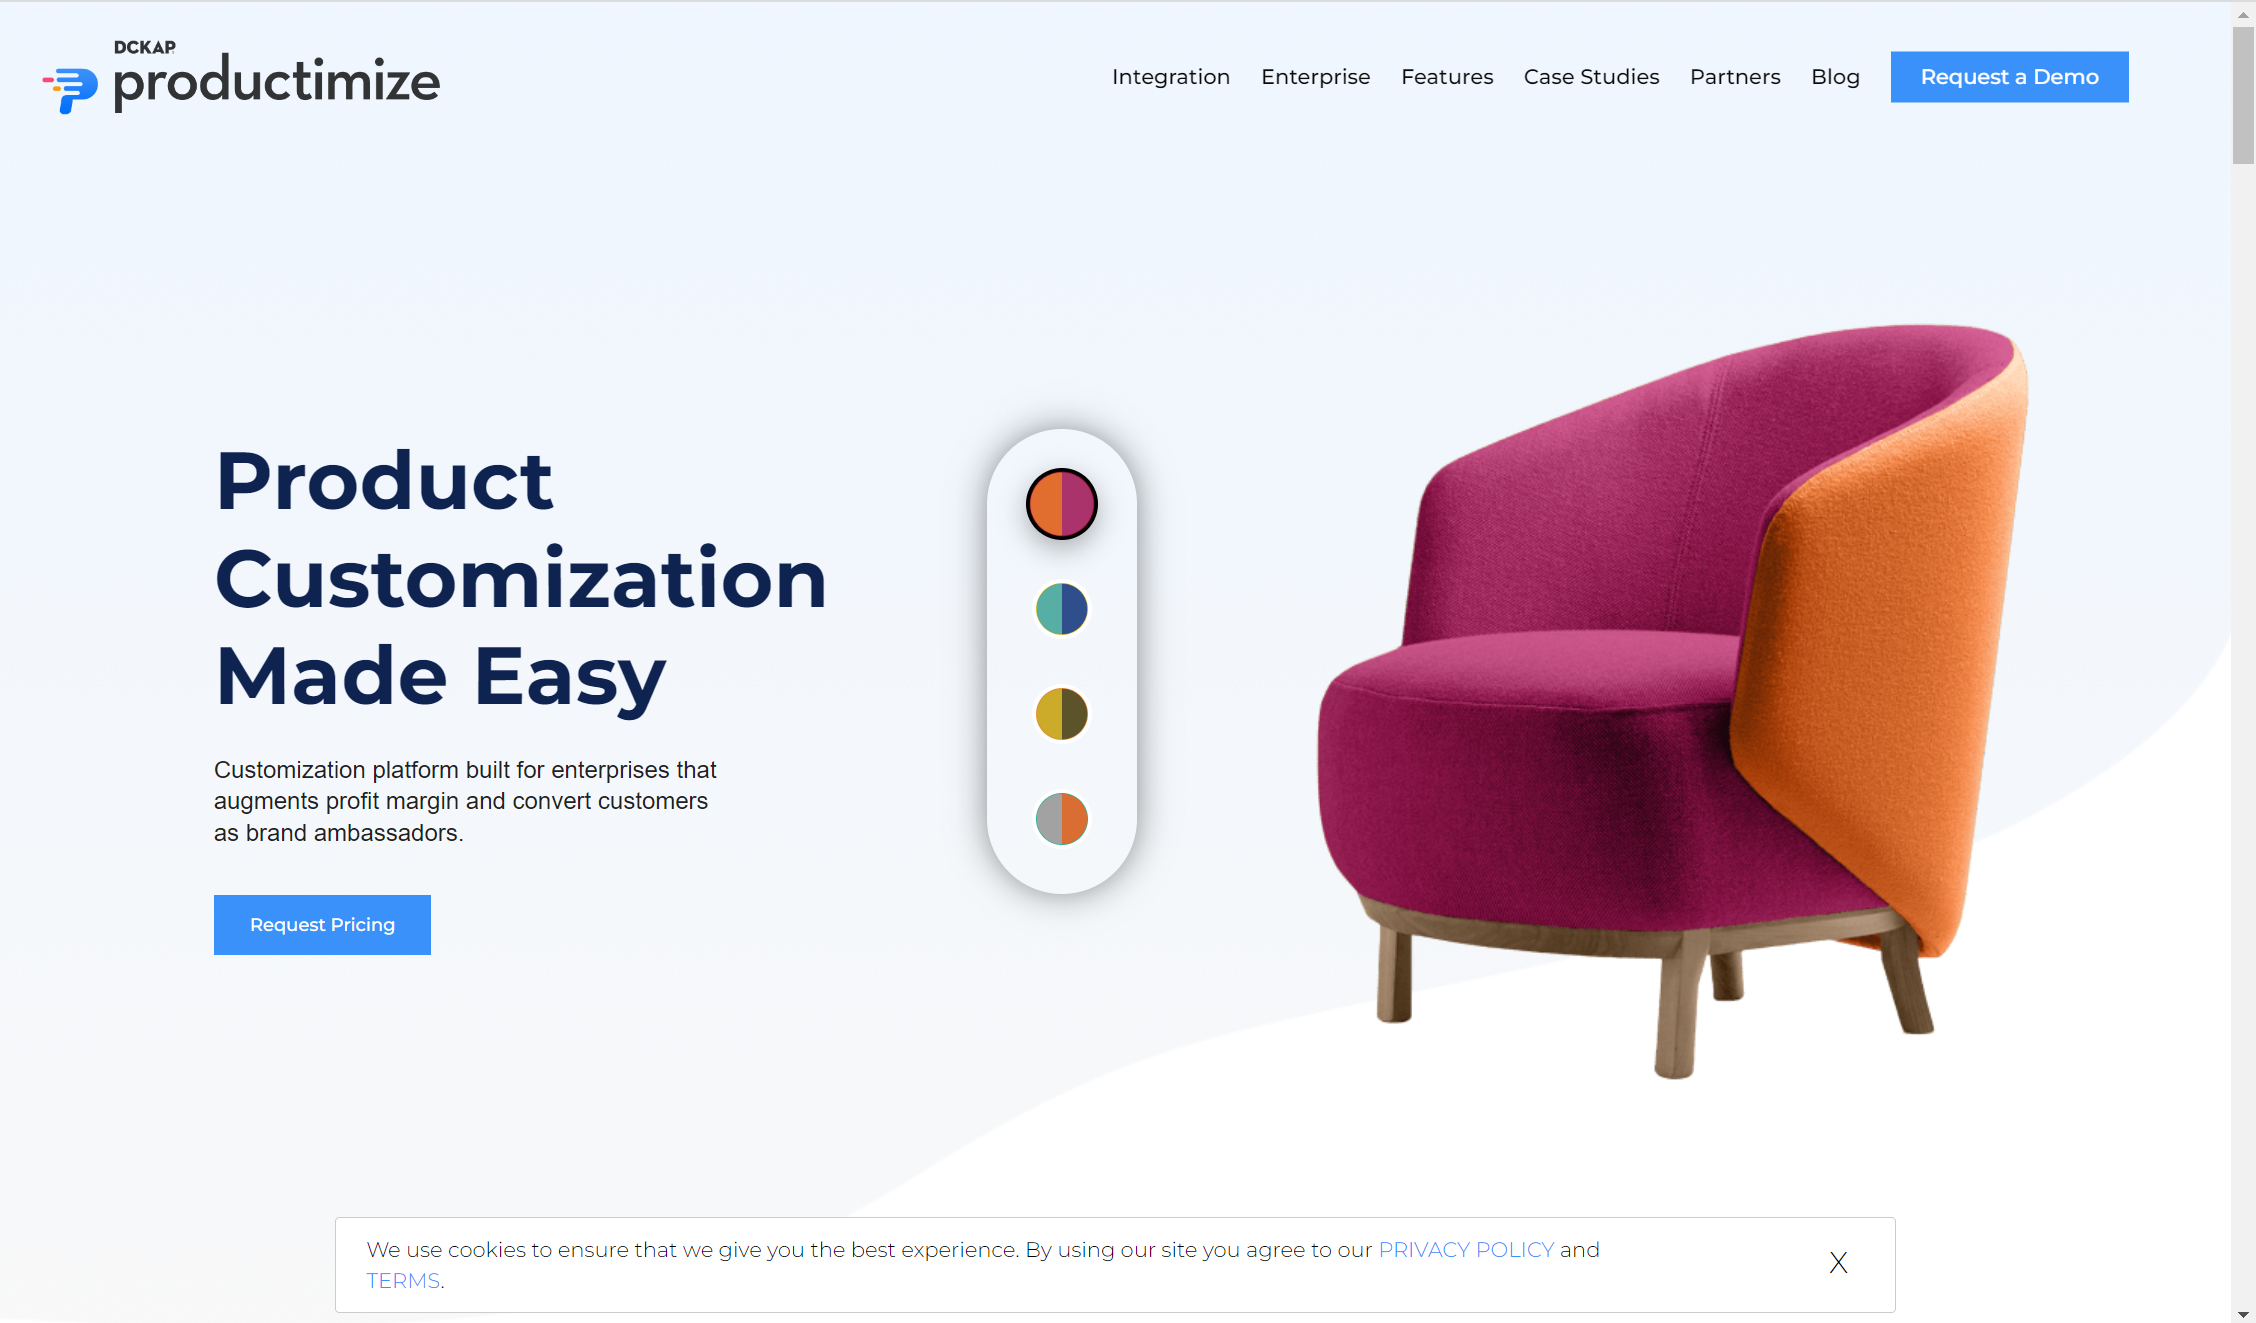 DCKAP
productimize
Integration Enterprise Features Case Studies Partners Blog Request a Demo
Product
Customization
Made Easy
Customization platform built for enterprises that
augments profit margin and convert customers
as brand ambassadors.
Request Pricing
We use cookies to ensure that we give you the best experience. By using our site you agree to our PRIVACY POLICY and
TERMS.
X